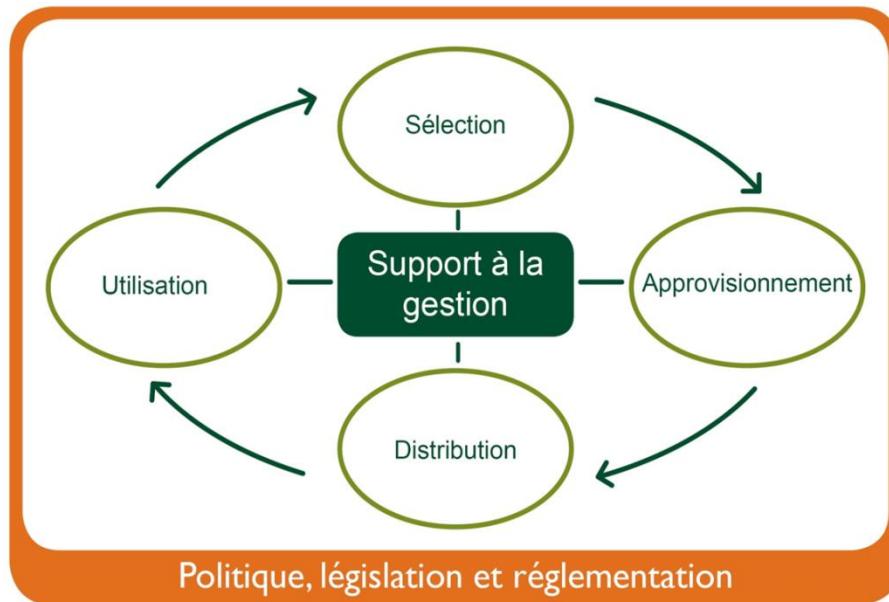 Sélection
Utilisation
Support à la
gestion
Approvisionnement
Distribution
Politique, législation et réglementation